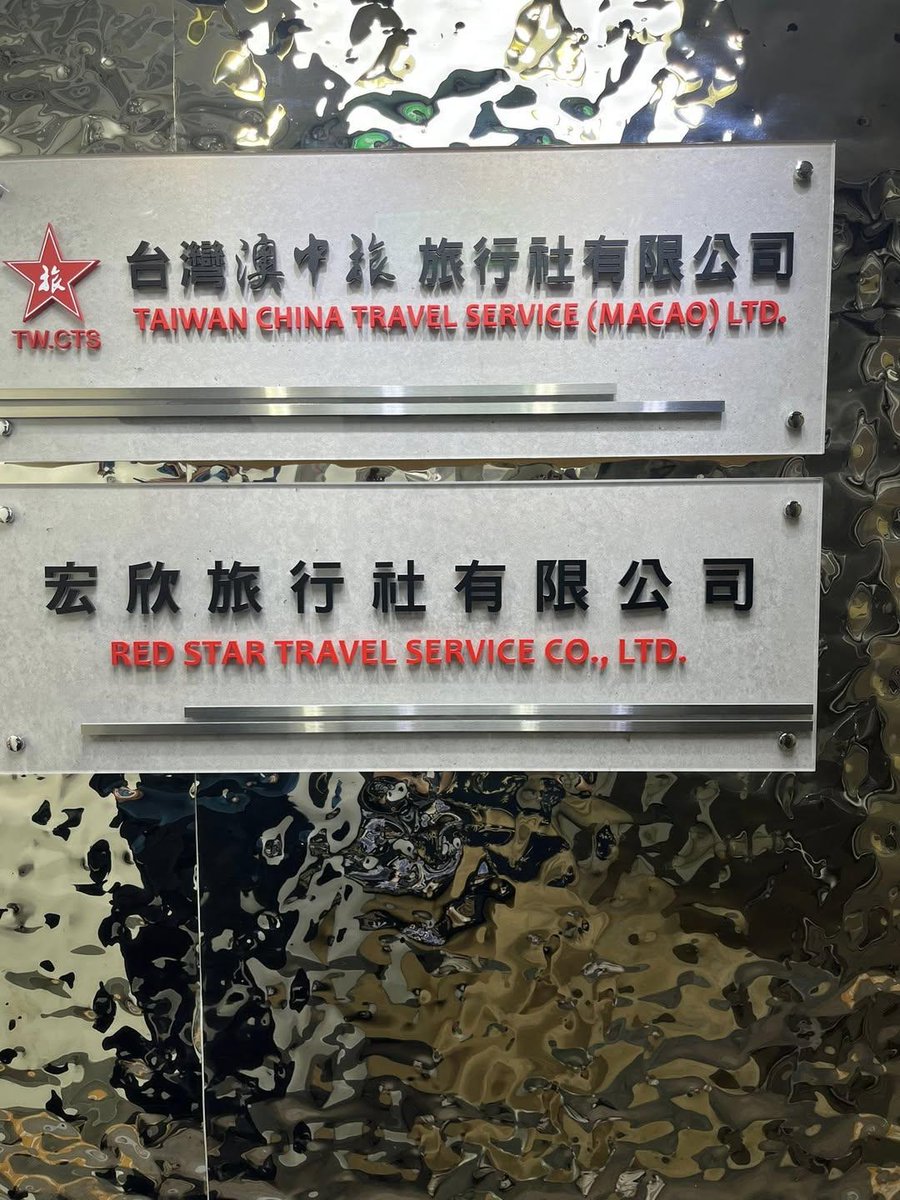 旅
TW.CTS
台灣澳中旅 旅行社有限公司
TAIWAN CHINA TRAVEL SERVICE (MACAO) LTD.
宏欣旅行社有限公司
RED STAR TRAVEL SERVICE CO., LTD.